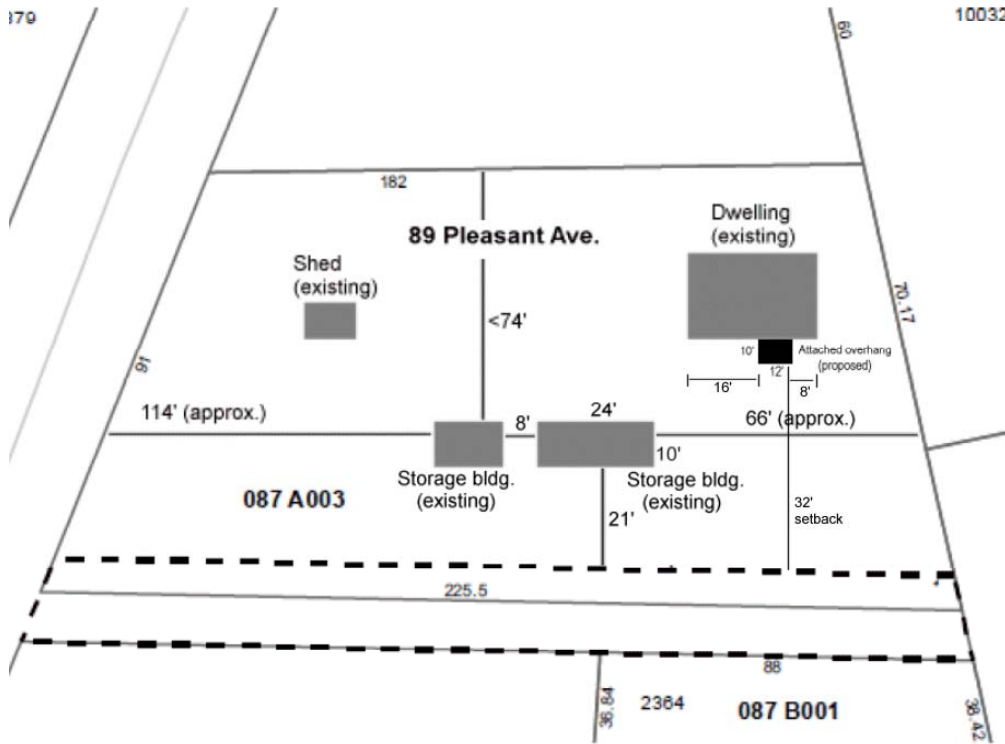 379
10032
60
182
89 Pleasant Ave.
Dwelling
(existing)
Shed
(existing)
<74'
70.17
91
10'
Attached overhang
(proposed)
12'
16'
8'
114' (approx.)
8'
24'
66' (approx.)
10'
Storage bldg.
(existing)
Storage bldg.
(existing)
087 A003
21'
32'
setback
225.5
88
36.84
2364
087 B001
38.42